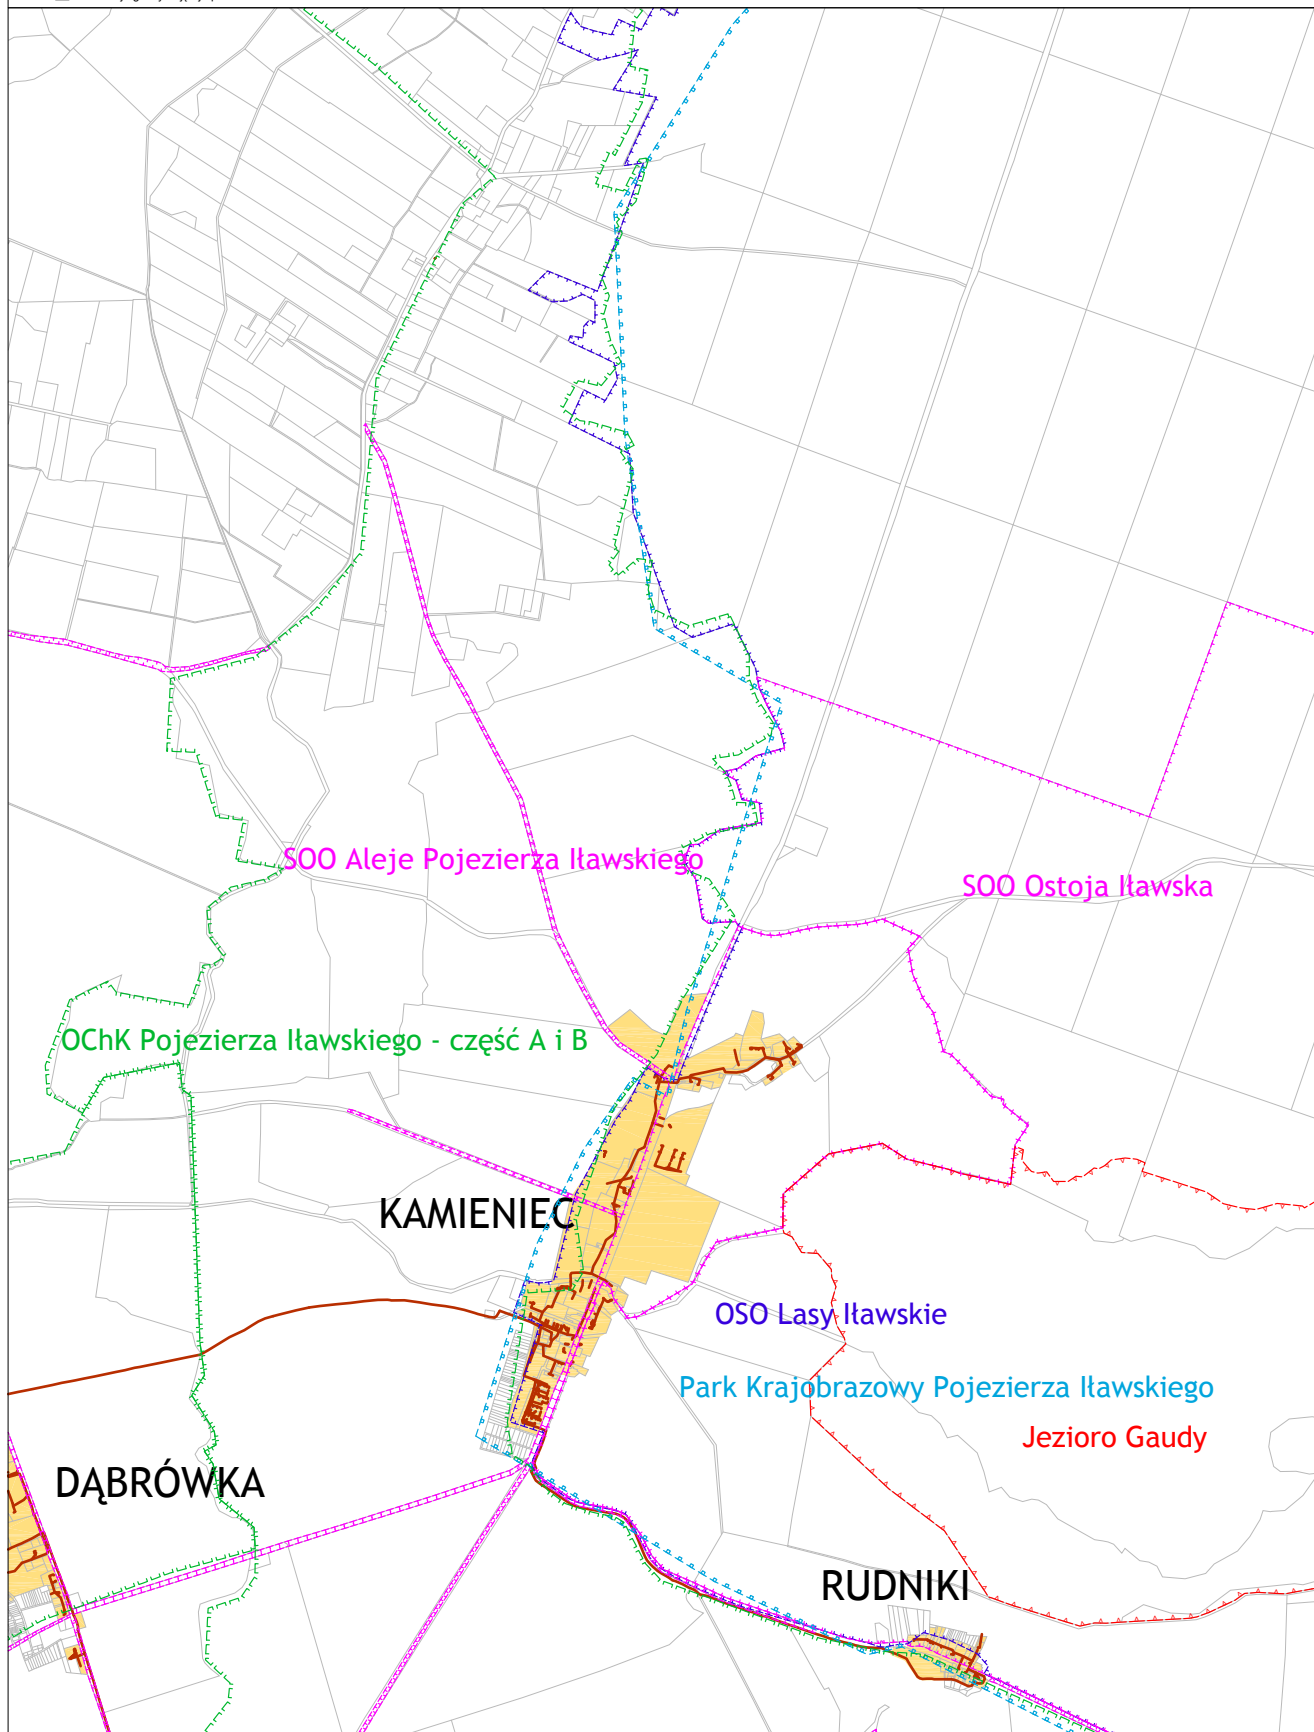 SOO Aleje Pojezierza Iławskiego
SOO Ostoja Iławska
OChK Pojezierza Iławskiego - część A i B
KAMIENIEC
OSO Lasy Iławskie
Park Krajobrazowy Pojezierza Iławskiego
Jezioro Gaudy
DĄBRÓWKA
RUDNIKI